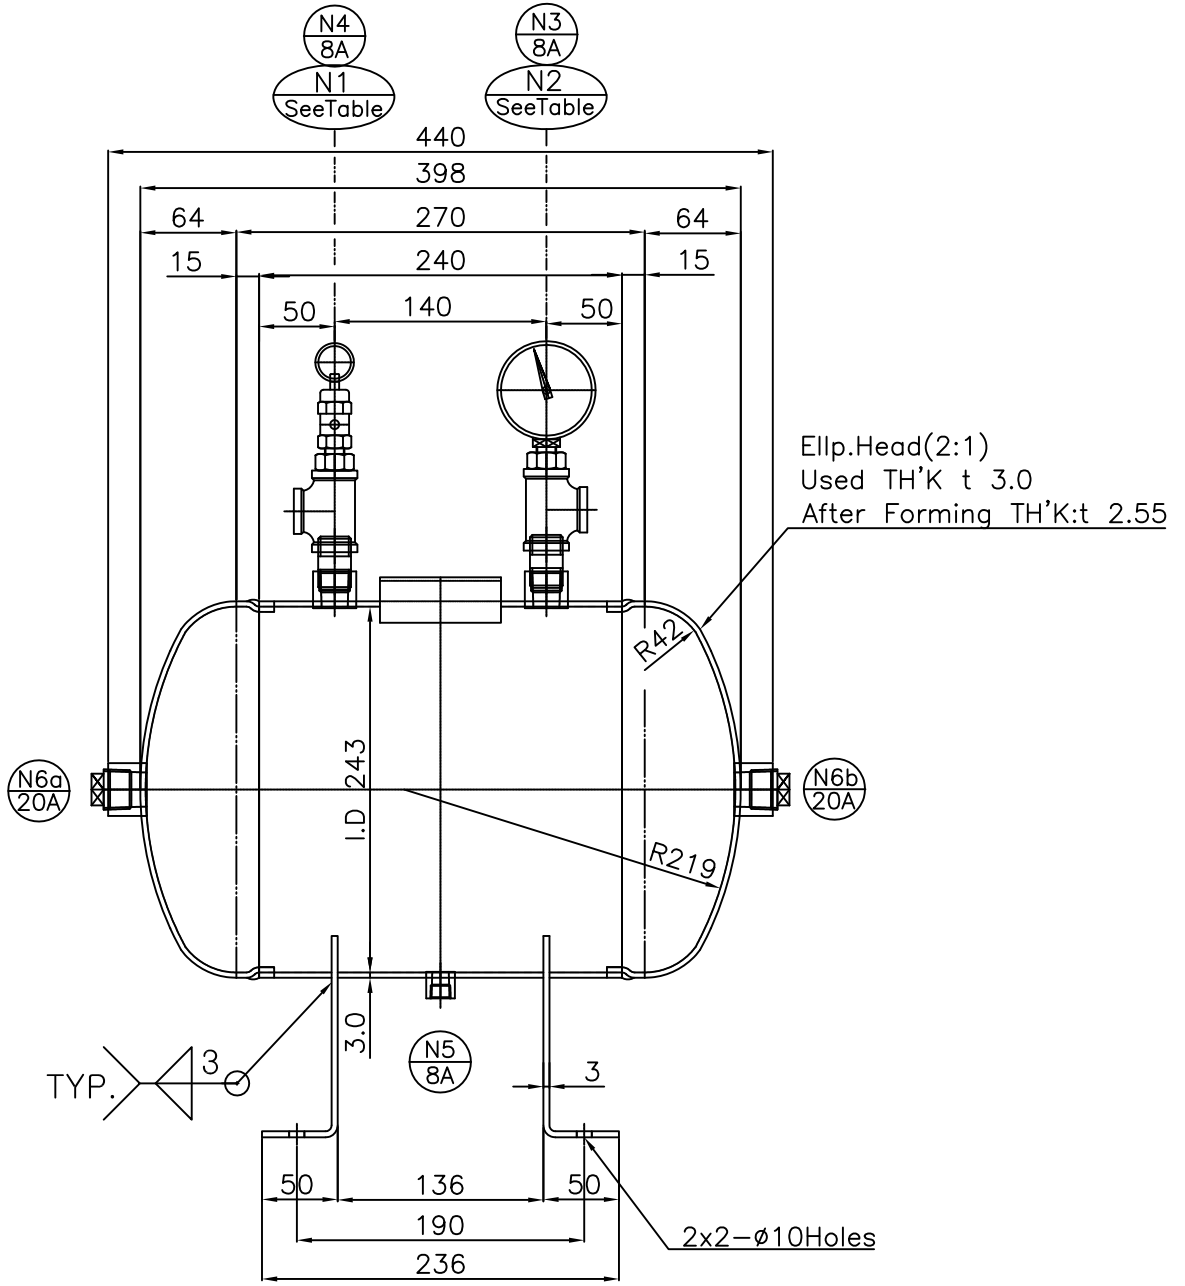 N4
8A
N3
8A
N1
SeeTable
N2
SeeTable
440
398
64
270
64
15
240
15
50
140
50
Ellp.Head(2:1)
Used TH'K t 3.0
After Forming TH'K:t 2.55
R42
I.D 243
N6a
20A
N6b
20A
R219
3.0
N5
8A
TYP.
3
3
50
136
50
190
2x2-ø10Holes
236